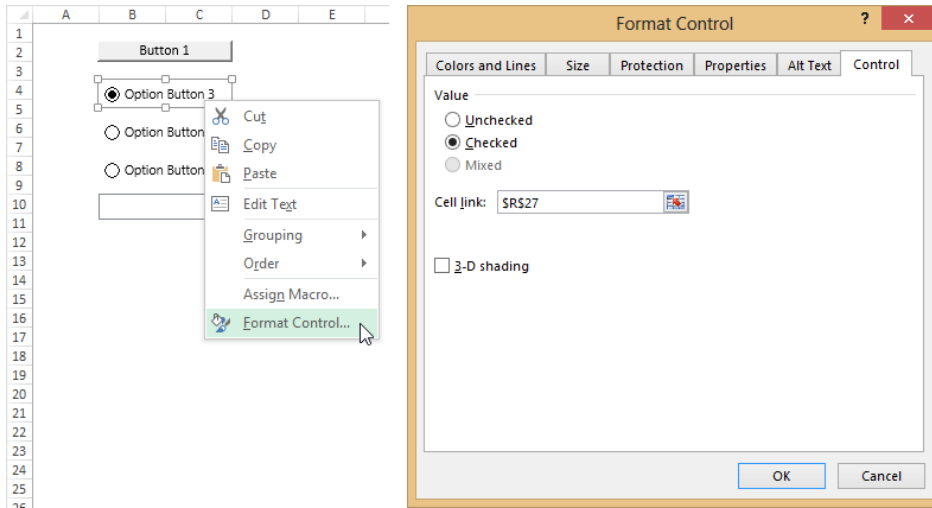 A B C D E
1
2 Button 1
3
4 Option Button 3
5
6 Option Button
7
8 Option Button
9
10
11
12
13
14
15
16
17
18
19
20
21
22
23
24
25
26
Cut
Copy
Paste
Edit Text
Grouping
Order
Assign Macro...
Format Control...
Format Control ? ×
Colors and Lines Size Protection Properties Alt Text Control
Value
Unchecked
Checked
Mixed
Cell link: $R$27
3-D shading
OK Cancel